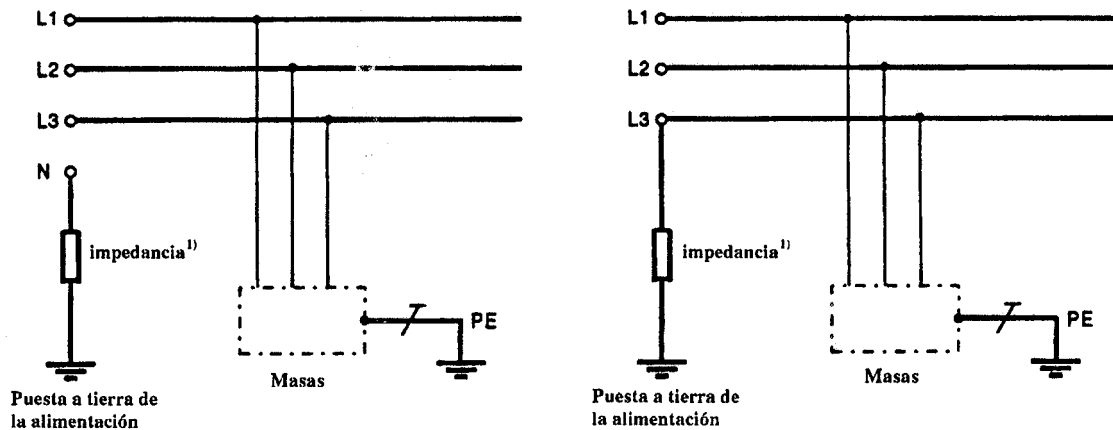 L1
L2
L3
N
impedancia¹⁾
PE
Masas
Puesta a tierra de
la alimentación
L1
L2
L3
impedancia¹⁾
PE
Masas
Puesta a tierra de
la alimentación